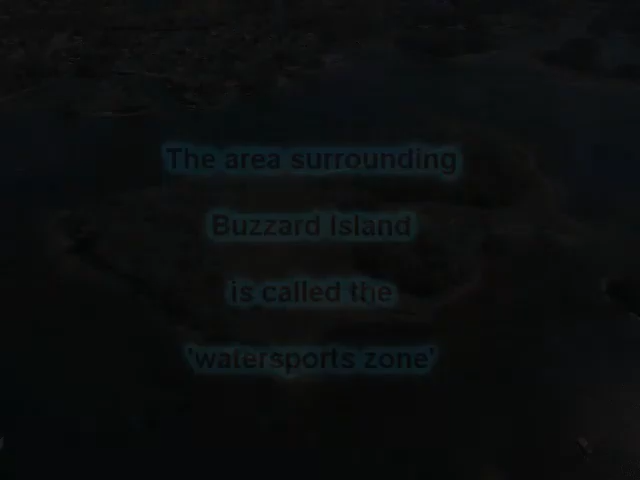 The area surrounding
Buzzard Island
is called the
'watersports zone'